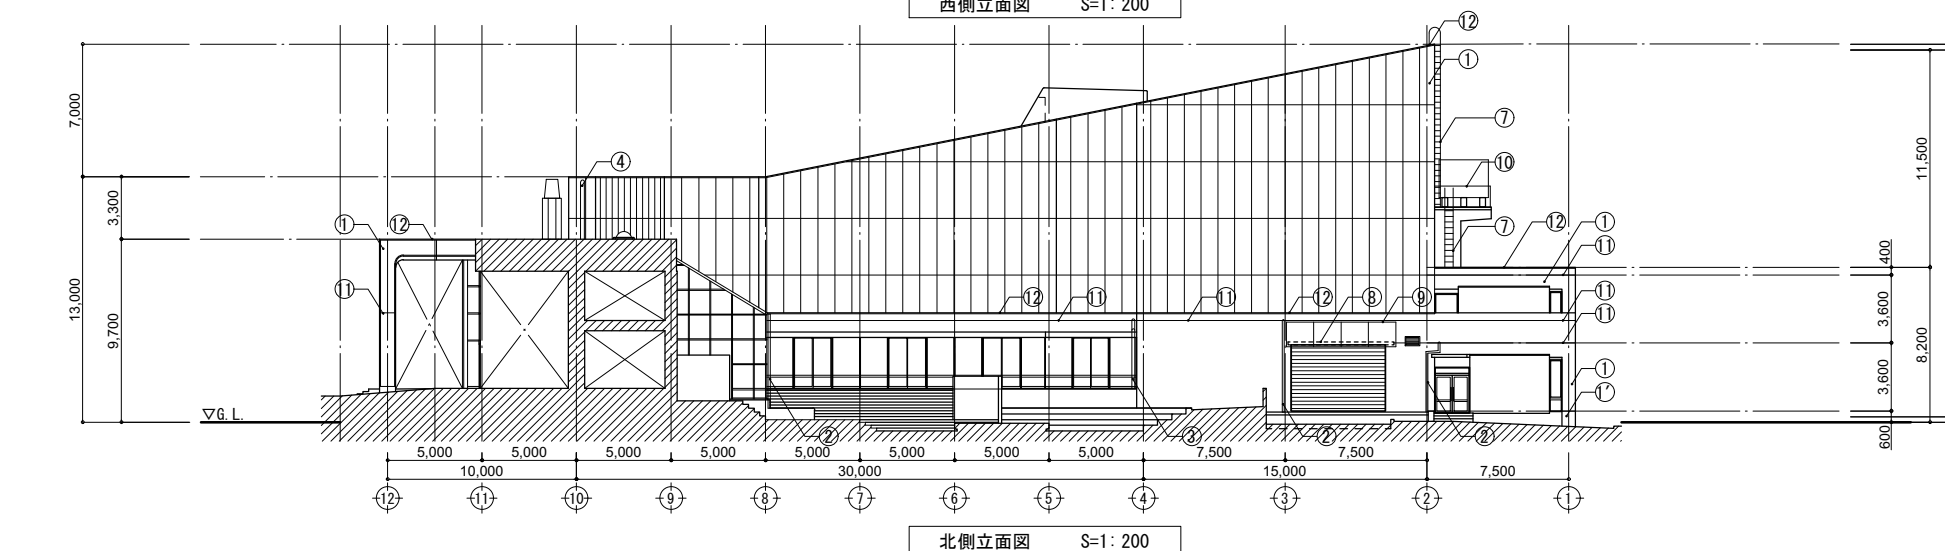 西側立面図 S=1:200
⑫
①
⑦
⑩
⑦
④
① ⑫
⑪
⑫ ①
⑪
⑫ ⑪ ⑪ ⑫ ⑧ ⑨ ⑪
⑪
①
①′
② ③ ② ②
7,000
3,300
13,000
9,700
11,500
400
3,600
8,200
3,600
600
▽G.L.
5,000 5,000 5,000 5,000 5,000 5,000 5,000 5,000 7,500 7,500
10,000 30,000 15,000 7,500
⑫ ⑪ ⑩ ⑨ ⑧ ⑦ ⑥ ⑤ ④ ③ ② ①
北側立面図 S=1:200